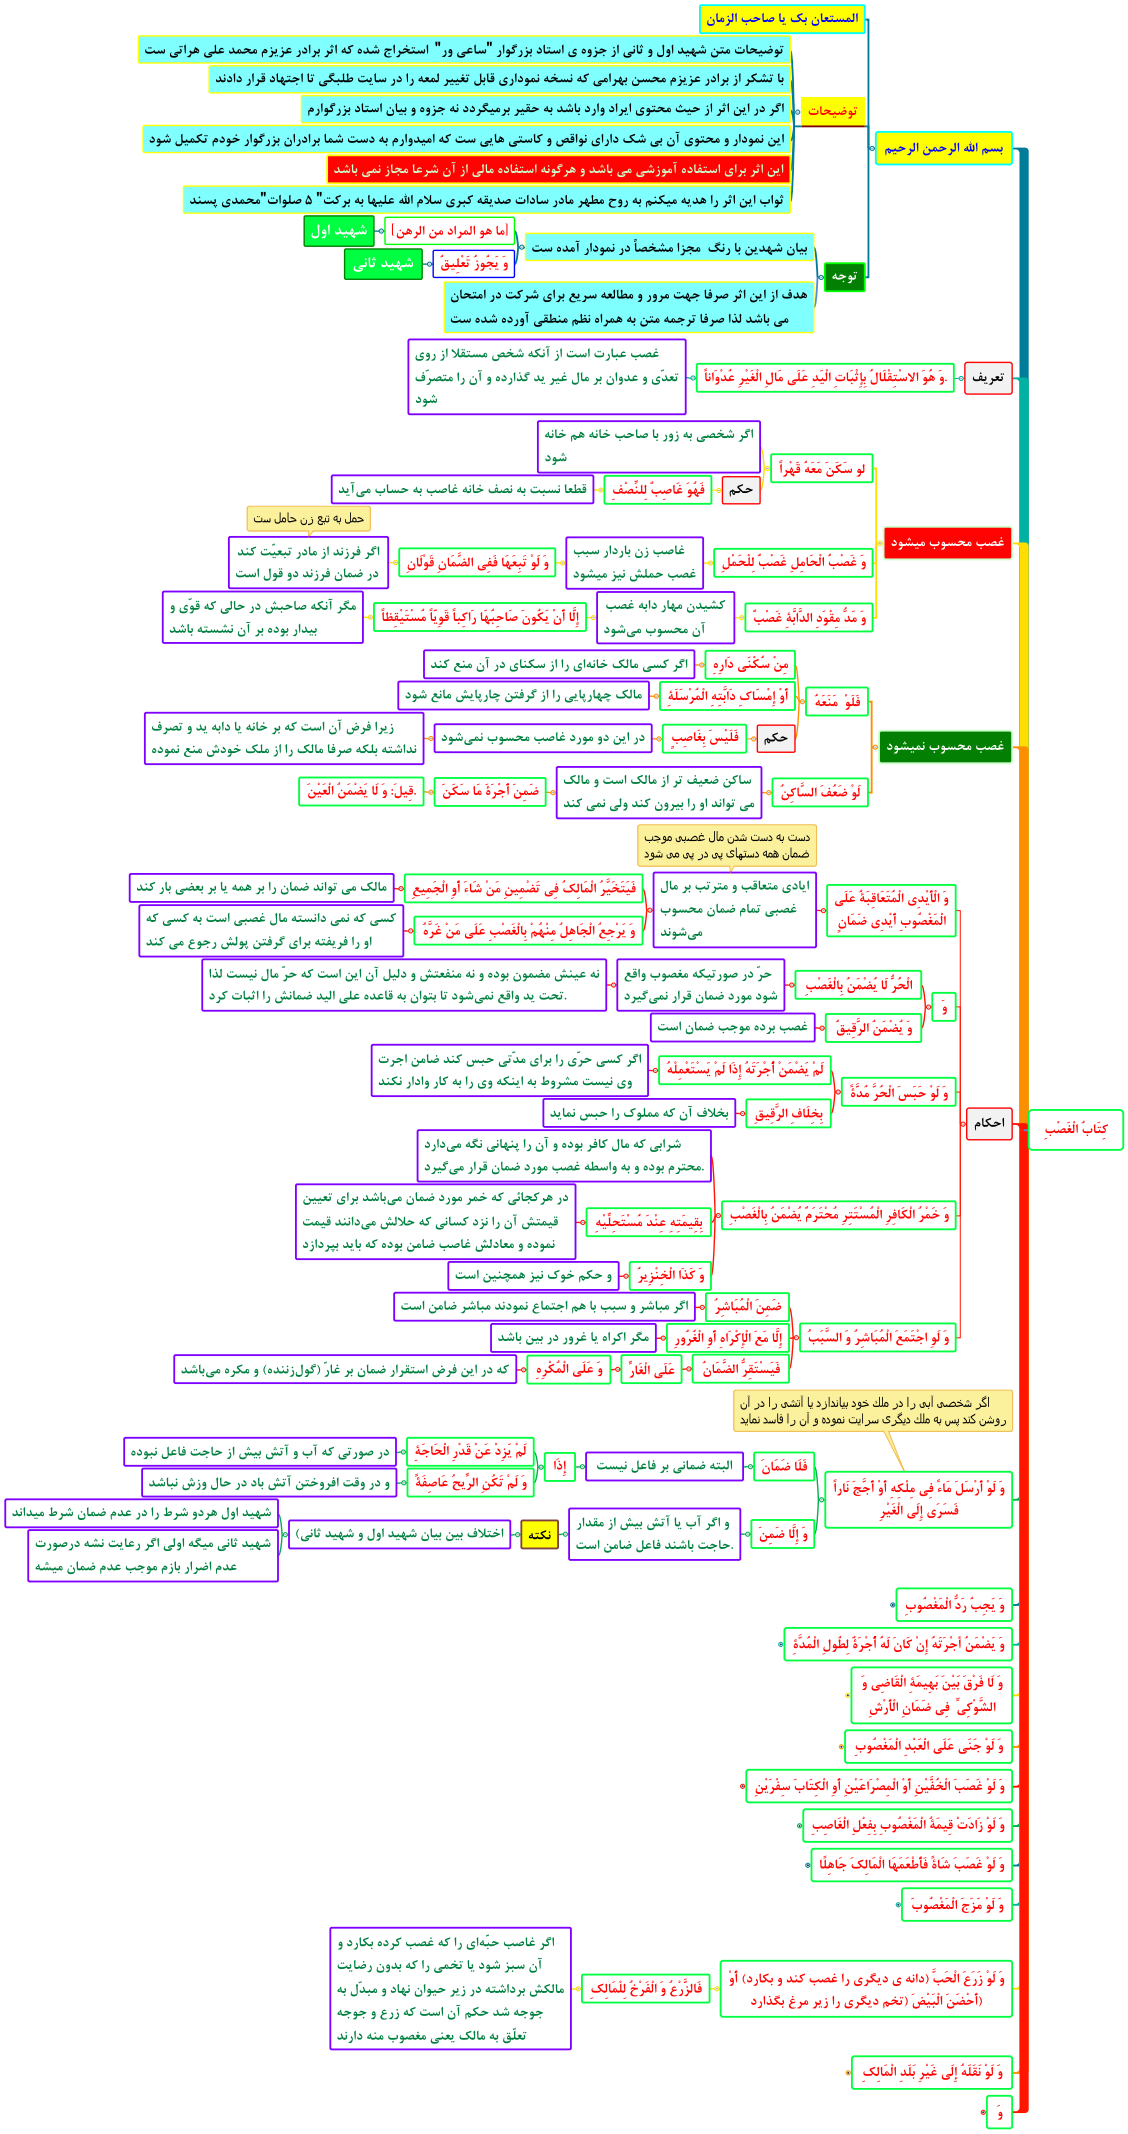 المستعان بک یا صاحب الزمان
توضیحات متن شهید اول و ثانی از جزوه ی استاد بزرگوار "ساعی ور" استخراج شده که اثر برادر عزیزم محمد علی هراتی ست
با تشکر از برادر عزیزم محسن بهرامی که نسخه نموداری قابل تغییر لمعه را در سایت طلبگی تا اجتهاد قرار دادند
توضیحات
اگر در این اثر از حیث محتوی ایراد وارد باشد به حقیر برمیگردد نه جزوه و بیان استاد بزرگوارم
این نمودار و محتوی آن بی شک دارای نواقص و کاستی هایی ست که امیدوارم به دست شما برادران بزرگوار خودم تکمیل شود
بسم الله الرحمن الرحیم
این اثر برای استفاده آموزشی می باشد و هرگونه استفاده مالی از آن شرعا مجاز نمی باشد
ثواب این اثر را هدیه میکنم به روح مطهر مادر سادات صدیقه کبری سلام الله علیها به برکت" ۵ صلوات"محمدی پسند
توجه
بیان شهدین با رنگ مجزا مشخصاً در نمودار آمده ست
[ما هو المراد من الرهن]
شهید اول
وَ یَجُوزُ تَعْلِیقُ
شهید ثانی
هدف از این اثر صرفا جهت مرور و مطالعه سریع برای شرکت در امتحان
می باشد لذا صرفا ترجمه متن به همراه نظم منطقی آورده شده ست
تعریف
.وَ هُوَ الاسْتِقْلَالُ بِإِثْبَاتِ الْیَدِ عَلَی مَالِ الْغَیْرِ عُدْوَاناً
غصب عبارت است از آنکه شخص مستقلا از روی
تعدّی و عدوان بر مال غیر ید گذارده و آن را متصرّف
شود
غصب محسوب میشود
لو سَکَنَ مَعَهُ قَهْراً
اگر شخصی به زور با صاحب خانه هم خانه
شود
حکم
فَهُوَ غَاصِبٌ لِلنِّصْفِ
قطعا نسبت به نصف خانه غاصب به حساب می‌آید
حمل به تبع زن حامل ست
وَ غَصْبُ الْحَامِلِ غَصْبٌ لِلْحَمْلِ
غاصب زن باردار سبب
غصب حملش نیز میشود
وَ لَوْ تَبِعَهَا فَفِی الضَّمَانِ قَوْلَانِ
اگر فرزند از مادر تبعیّت کند
در ضمان فرزند دو قول است
وَ مَدُّ مِقْوَدِ الدَّابَّةِ غَصْبٌ
کشیدن مهار دابه غصب
آن محسوب می‌شود
إِلَّا أَنْ یَکُونَ صَاحِبُهَا رَاکِباً قَوِیّاً مُسْتَیْقِظاً
مگر آنکه صاحبش در حالی که قوّی و
بیدار بوده بر آن نشسته باشد
غصب محسوب نمیشود
فَلَوْ مَنَعَهُ
مِنْ سُکْنَی دَارِهِ
اگر کسی مالک خانه‌ای را از سکنای در آن منع کند
أَوْ إِمْسَاکِ دَابَّتِهِ الْمُرْسَلَةِ
مالک چهارپایی را از گرفتن چارپایش مانع شود
حکم
فَلَیْسَ بِغَاصِبٍ
در این دو مورد غاصب محسوب نمی‌شود
زیرا فرض آن است که بر خانه یا دابه ید و تصرف
نداشته بلکه صرفا مالک را از ملک خودش منع نموده
لَوْ ضَعُفَ السَّاکِنُ
ساکن ضعیف تر از مالک است و مالک
می تواند او را بیرون کند ولی نمی کند
ضَمِنَ أُجْرَةَ مَا سَکَنَ
.قِیلَ: وَ لَا یَضْمَنُ الْعَیْنَ
کِتَابُ الْغَصْبِ
احکام
دست به دست شدن مال غصبی موجب
ضمان همه دستهای پی در پی می شود
وَ الْأَیْدِی الْمُتَعَاقِبَةُ عَلَی
الْمَغْصُوبِ أَیْدِی ضَمَانٍ
ایادی متعاقب و مترتب بر مال
غصبی تمام ضمان محسوب
می‌شوند
فَیَتَخَیَّرُ الْمَالِکُ فِی تَضْمِینِ مَنْ شَاءَ أَوِ الْجَمِیعِ
مالک می تواند ضمان را بر همه یا بر بعضی بار کند
وَ یَرْجِعُ الْجَاهِلُ مِنْهُمْ بِالْغَصْبِ عَلَی مَنْ غَرَّهُ
کسی که نمی دانسته مال غصبی است به کسی که
او را فریفته برای گرفتن پولش رجوع می کند
وَ
الْحُرُّ لَا یُضْمَنُ بِالْغَصْبِ
حرّ در صورتیکه مغصوب واقع
شود مورد ضمان قرار نمی‌گیرد
نه عینش مضمون بوده و نه منفعتش و دلیل آن این است که حرّ مال نیست لذا
.تحت ید واقع نمی‌شود تا بتوان به قاعده علی الید ضمانش را اثبات کرد
وَ یُضْمَنُ الرَّقِیقُ
غصب برده موجب ضمان است
وَ لَوْ حَبَسَ الْحُرَّ مُدَّةً
لَمْ یَضْمَنْ أُجْرَتَهُ إِذَا لَمْ یَسْتَعْمِلْهُ
اگر کسی حرّی را برای مدّتی حبس کند ضامن اجرت
وی نیست مشروط به اینکه وی را به کار وادار نکند
بِخِلَافِ الرَّقِیقِ
بخلاف آن که مملوک را حبس نماید
وَ خَمْرُ الْکَافِرِ الْمُسْتَتِرِ مُحْتَرَمٌ یُضْمَنُ بِالْغَصْبِ
شرابی که مال کافر بوده و آن را پنهانی نگه می‌دارد
.محترم بوده و به واسطه غصب مورد ضمان قرار می‌گیرد
بِقِیمَتِهِ عِنْدَ مُسْتَحِلِّیْهِ
در هرکجائی که خمر مورد ضمان می‌باشد برای تعیین
قیمتش آن را نزد کسانی که حلالش می‌دانند قیمت
نموده و معادلش غاصب ضامن بوده که باید بپردازد
وَ کَذَا الْخِنْزِیرُ
و حکم خوک نیز همچنین است
وَ لَوِ اجْتَمَعَ الْمُبَاشِرُ وَ السَّبَبُ
ضَمِنَ الْمُبَاشِرُ
اگر مباشر و سبب با هم اجتماع نمودند مباشر ضامن است
إِلَّا مَعَ الْإِکْرَاهِ أَوِ الْغُرُورِ
مگر اکراه یا غرور در بین باشد
فَیَسْتَقِرُّ الضَّمَانُ
عَلَی الْغَارِّ
وَ عَلَی الْمُکْرِهِ
که در این فرض استقرار ضمان بر غارّ (گول‌زننده) و مکره می‌باشد
اگر شخصی آبی را در ملك خود بیاندازد یا آتشی را در آن
روشن کند پس به ملك دیگری سرایت نموده و آن را فاسد نماید
وَ لَوْ أَرْسَلَ مَاءً فِی مِلْکِهِ أَوْ أَجَّجَ نَاراً
فَسَرَی إِلَی الْغَیْرِ
فَلَا ضَمَانَ
البته ضمانی بر فاعل نیست
إِذَا
لَمْ یَزِدْ عَنْ قَدْرِ الْحَاجَةِ
در صورتی که آب و آتش بیش از حاجت فاعل نبوده
وَ لَمْ تَکُنِ الرِّیحُ عَاصِفَةً
و در وقت افروختن آتش باد در حال وزش نباشد
وَ إِلَّا ضَمِنَ
و اگر آب یا آتش بیش از مقدار
.حاجت باشند فاعل ضامن است
نکته
اختلاف بین بیان شهید اول و شهید ثانی)
شهید اول هردو شرط را در عدم ضمان شرط میداند
شهید ثانی میگه اولی اگر رعایت نشه درصورت
عدم اضرار بازم موجب عدم ضمان میشه
وَ یَجِبُ رَدُّ الْمَغْصُوبِ
وَ یَضْمَنُ أُجْرَتَهُ إِنْ کَانَ لَهُ أُجْرَةٌ لِطُولِ الْمُدَّةِ
وَ لَا فَرْقَ بَیْنَ بَهِیمَةِ الْقَاضِی وَ
الشَّوْکِیِّ فِی ضَمَانِ الْأَرْشِ
وَ لَوْ جَنَی عَلَی الْعَبْدِ الْمَغْصُوبِ
وَ لَوْ غَصَبَ الْخُفَّیْنِ أَوْ الْمِصْرَاعَیْنِ أَوِ الْکِتَابَ سِفْرَیْنِ
وَ لَوْ زَادَتْ قِیمَةُ الْمَغْصُوبِ بِفِعْلِ الْغَاصِبِ
وَ لَوْ غَصَبَ شَاةً فَأَطْعَمَهَا الْمَالِکَ جَاهِلًا
وَ لَوْ مَزَجَ الْمَغْصُوبَ
وَ لَوْ زَرَعَ الْحَبَّ (دانه ی دیگری را غصب کند و بکارد) أَوْ
(أَحْضَنَ الْبَیْضَ (تخم دیگری را زیر مرغ بگذارد
فَالزَّرْعُ وَ الْفَرْخُ لِلْمَالِکِ
اگر غاصب حبّه‌ای را که غصب کرده بکارد و
آن سبز شود یا تخمی را که بدون رضایت
مالکش برداشته در زیر حیوان نهاد و مبدّل به
جوجه شد حکم آن است که زرع و جوجه
تعلّق به مالک یعنی مغصوب منه دارند
وَ لَوْ نَقَلَهُ إِلَی غَیْرِ بَلَدِ الْمَالِکِ
وَ